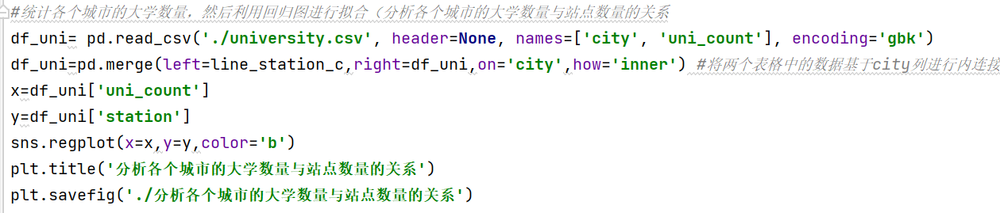 #统计各个城市的大学数量，然后利用回归图进行拟合（分析各个城市的大学数量与站点数量的关系
df_uni= pd.read_csv('./university.csv', header=None, names=['city', 'uni_count'], encoding='gbk')
df_uni=pd.merge(left=line_station_c,right=df_uni,on='city',how='inner') #将两个表格中的数据基于city列进行内连接
x=df_uni['uni_count']
y=df_uni['station']
sns.regplot(x=x,y=y,color='b')
plt.title('分析各个城市的大学数量与站点数量的关系')
plt.savefig('./分析各个城市的大学数量与站点数量的关系')